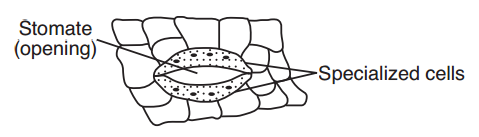 Stomate
(opening)
Specialized cells